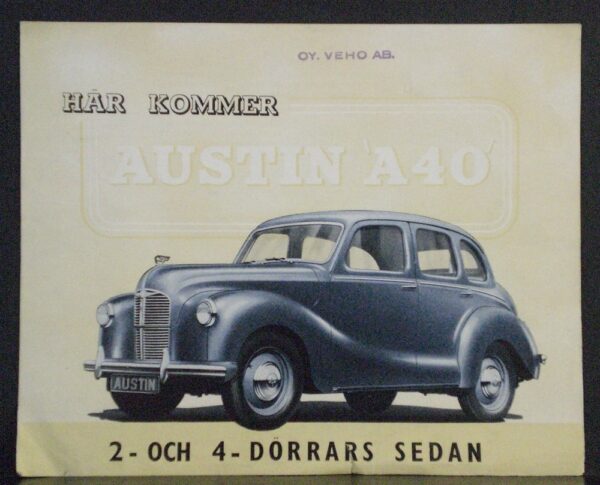 OY. VEHO AB.
HÄR KOMMER
AUSTIN 'A40'
AUSTIN
2- OCH 4-DÖRRARS SEDAN